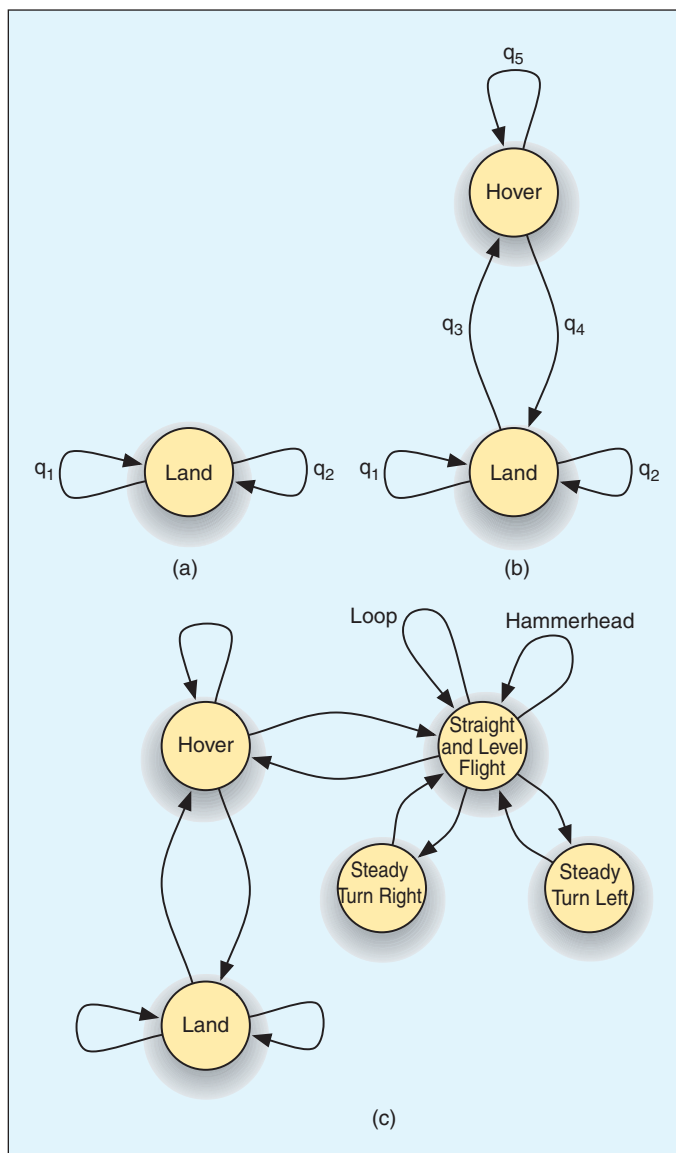 q1
Land
q2
(a)
q5
Hover
q3
q4
q1
Land
q2
(b)
Loop
Hammerhead
Hover
Straight
and Level
Flight
Steady
Turn Right
Steady
Turn Left
Land
(c)